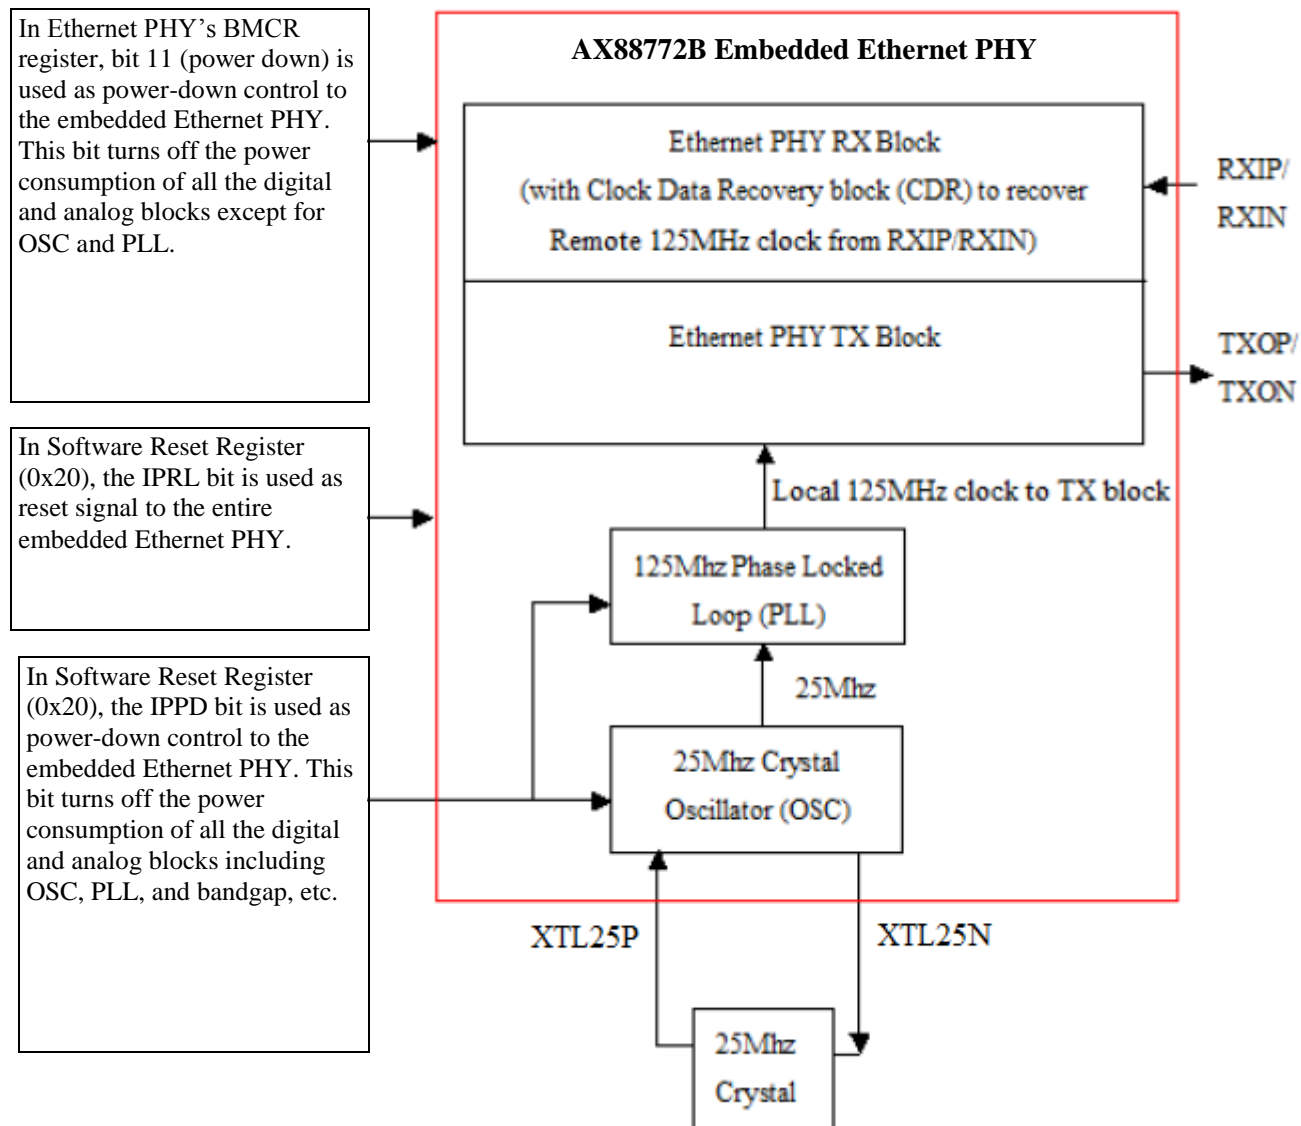 In Ethernet PHY’s BMCR
register, bit 11 (power down) is
used as power-down control to
the embedded Ethernet PHY.
This bit turns off the power
consumption of all the digital
and analog blocks except for
OSC and PLL.
In Software Reset Register
(0x20), the IPRL bit is used as
reset signal to the entire
embedded Ethernet PHY.
In Software Reset Register
(0x20), the IPPD bit is used as
power-down control to the
embedded Ethernet PHY. This
bit turns off the power
consumption of all the digital
and analog blocks including
OSC, PLL, and bandgap, etc.
AX88772B Embedded Ethernet PHY
Ethernet PHY RX Block
(with Clock Data Recovery block (CDR) to recover
Remote 125MHz clock from RXIP/RXIN)
RXIP/
RXIN
Ethernet PHY TX Block
TXOP/
TXON
Local 125MHz clock to TX block
125Mhz Phase Locked
Loop (PLL)
25Mhz
25Mhz Crystal
Oscillator (OSC)
XTL25P
XTL25N
25Mhz
Crystal